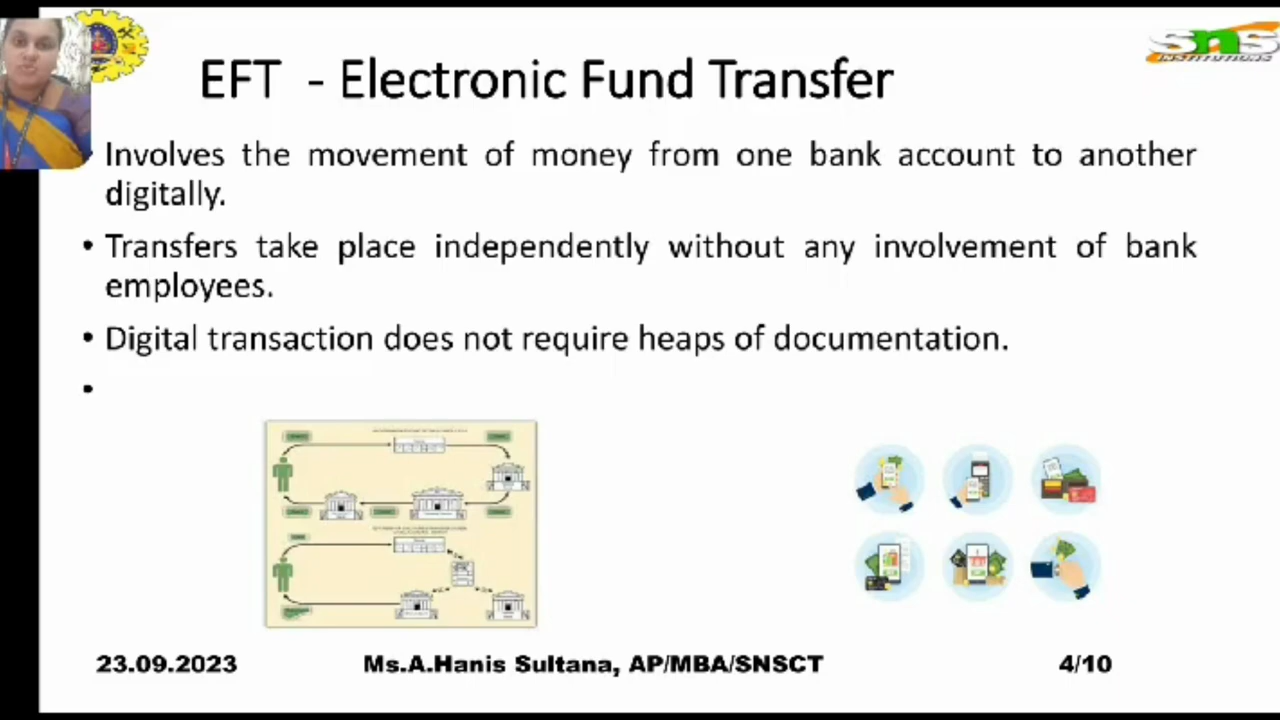 sns
INSTITUTIONS
EFT - Electronic Fund Transfer
Involves the movement of money from one bank account to another
digitally.
• Transfers take place independently without any involvement of bank
employees.
• Digital transaction does not require heaps of documentation.
•
23.09.2023 Ms.A.Hanis Sultana, AP/MBA/SNSCT 4/10